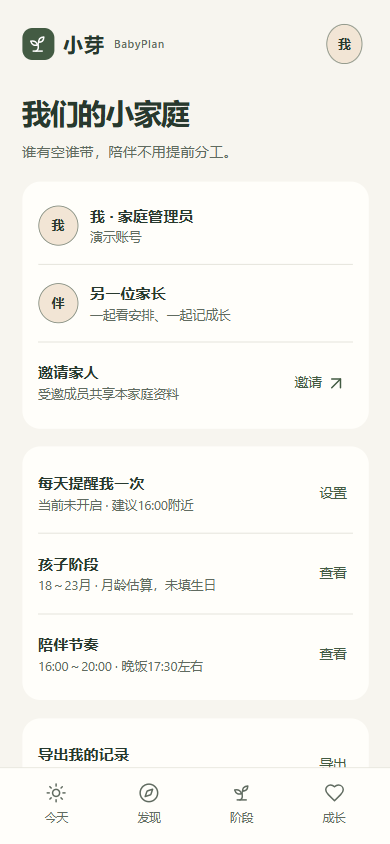 小芽 BabyPlan
我
我们的小家庭
谁有空谁带，陪伴不用提前分工。
我
我 · 家庭管理员
演示账号
伴
另一位家长
一起看安排、一起记成长
邀请家人
受邀成员共享本家庭资料
邀请
每天提醒我一次
当前未开启 · 建议16:00附近
设置
孩子阶段
18～23月 · 月龄估算，未填生日
查看
陪伴节奏
16:00～20:00 · 晚饭17:30左右
查看
导出我的记录
导出
今天
发现
阶段
成长